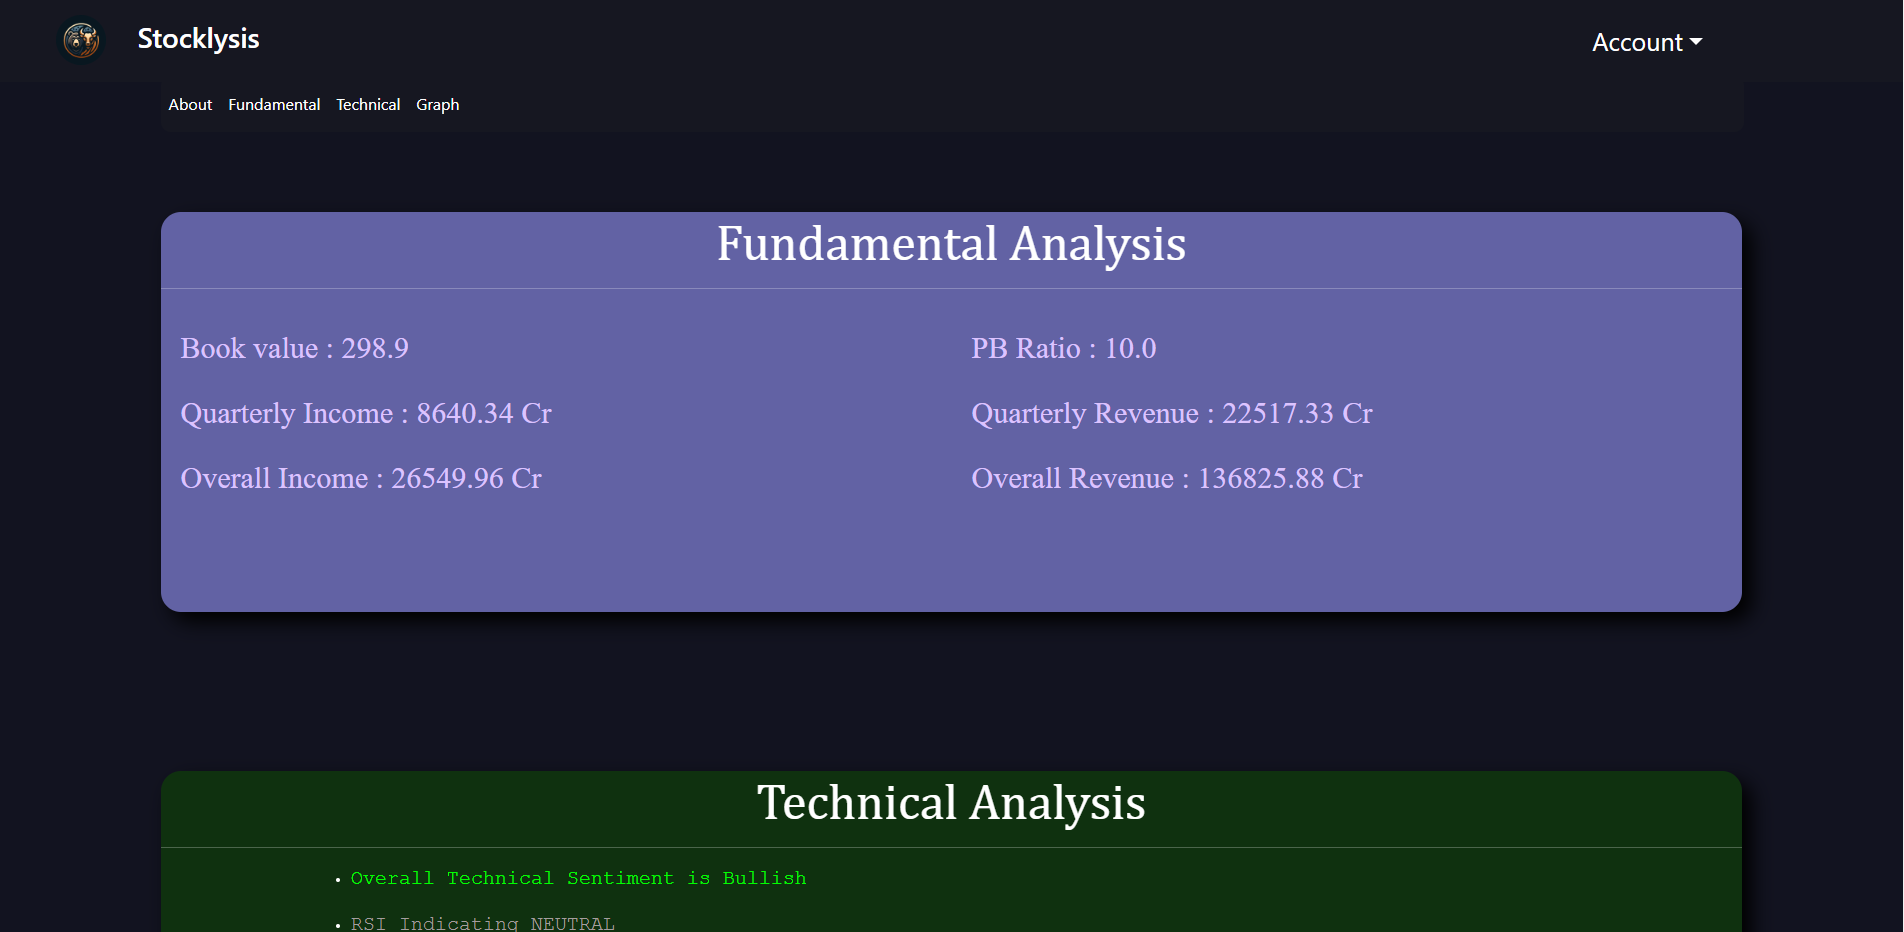 Stocklysis
Account
About Fundamental Technical Graph
Fundamental Analysis
Book value : 298.9
PB Ratio : 10.0
Quarterly Income : 8640.34 Cr
Quarterly Revenue : 22517.33 Cr
Overall Income : 26549.96 Cr
Overall Revenue : 136825.88 Cr
Technical Analysis
• Overall Technical Sentiment is Bullish
• RSI Indicating NEUTRAL